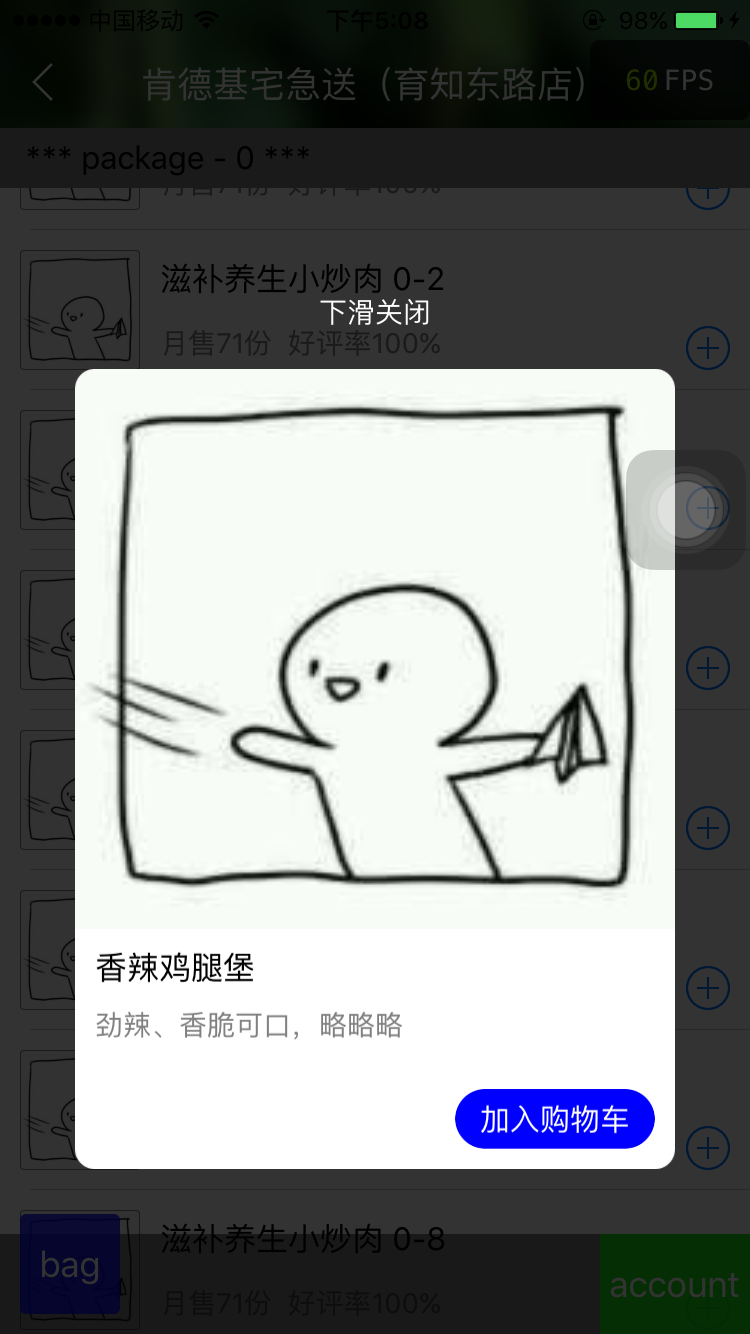 中国移动 下午5:08 98%
肯德基宅急送（育知东路店） 60 FPS
*** package - 0 ***
月售71份 好评率100%
滋补养生小炒肉 0-2
下滑关闭
月售71份 好评率100%
香辣鸡腿堡
劲辣、香脆可口，略略略
加入购物车
滋补养生小炒肉 0-8
bag
account
月售71份 好评率100%